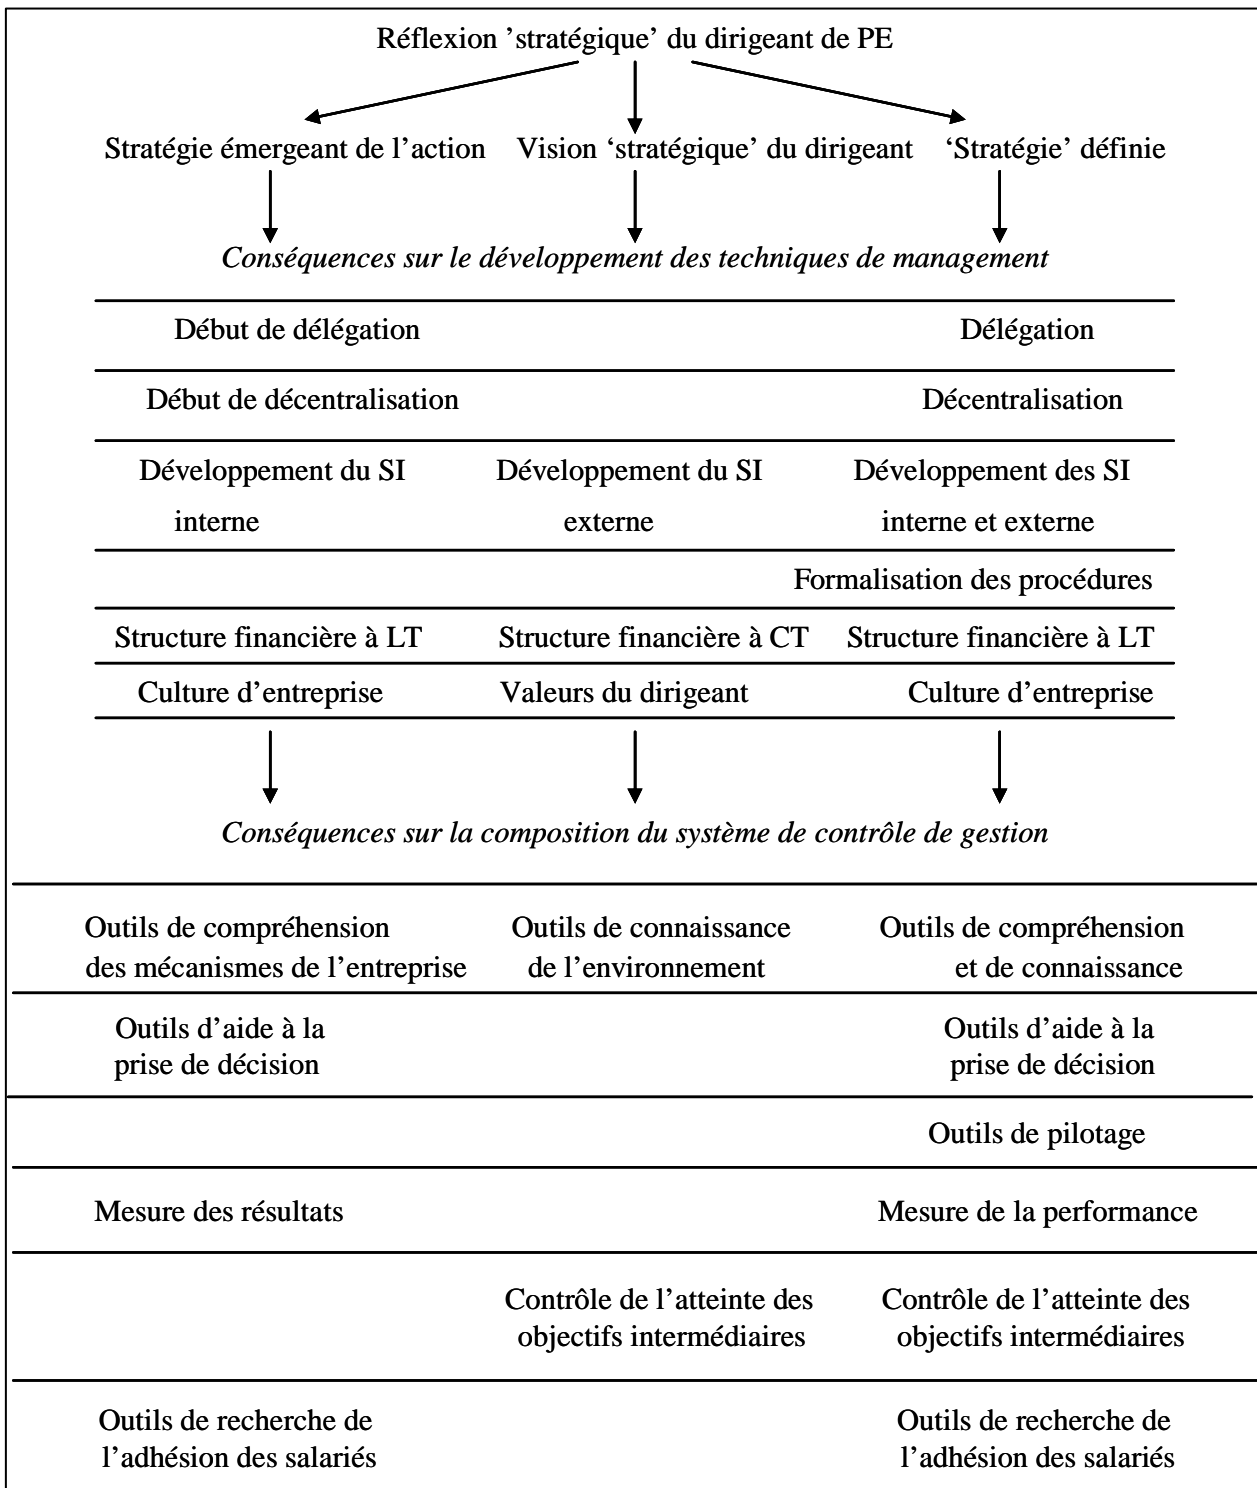 Réflexion ’stratégique’ du dirigeant de PE
Stratégie émergeant de l’action Vision ‘stratégique’ du dirigeant ‘Stratégie’ définie
Conséquences sur le développement des techniques de management
Début de délégation Délégation
Début de décentralisation Décentralisation
Développement du SI Développement du SI Développement des SI
interne externe interne et externe
Formalisation des procédures
Structure financière à LT Structure financière à CT Structure financière à LT
Culture d’entreprise Valeurs du dirigeant Culture d’entreprise
Conséquences sur la composition du système de contrôle de gestion
Outils de compréhension Outils de connaissance Outils de compréhension
des mécanismes de l’entreprise de l’environnement et de connaissance
Outils d’aide à la Outils d’aide à la
prise de décision prise de décision
Outils de pilotage
Mesure des résultats Mesure de la performance
Contrôle de l’atteinte des Contrôle de l’atteinte des
objectifs intermédiaires objectifs intermédiaires
Outils de recherche de Outils de recherche de
l’adhésion des salariés l’adhésion des salariés